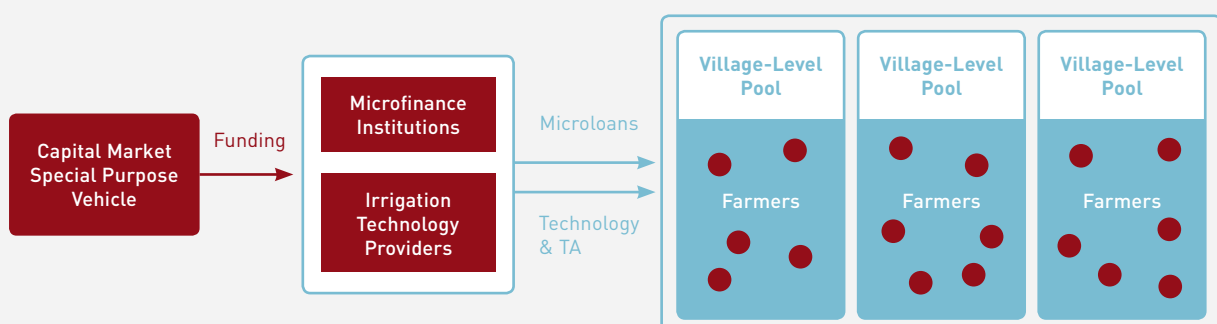 Capital Market
Special Purpose
Vehicle
Funding
Microfinance
Institutions
Irrigation
Technology
Providers
Microloans
Technology
& TA
Village-Level
Pool
Farmers
Village-Level
Pool
Farmers
Village-Level
Pool
Farmers